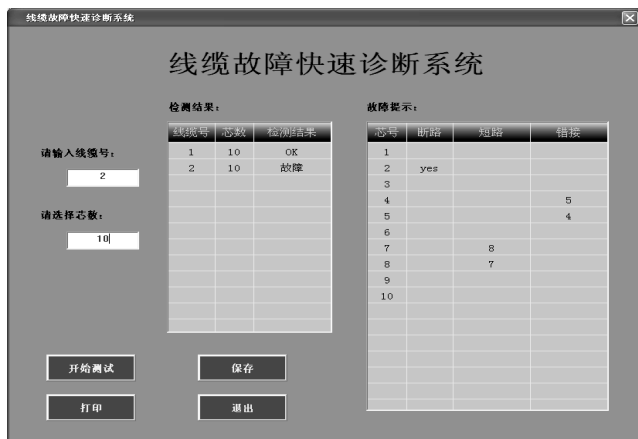 线缆故障快速诊断系统
线缆故障快速诊断系统
检测结果：
线缆号 芯数 检测结果
1 10 OK
2 10 故障
请输入线缆号：
2
请选择芯数：
10
故障提示：
芯号 断路 短路 错接
1
2 yes
3
4 5
5 4
6
7 8
8 7
9
10
开始测试 保存
打印 退出